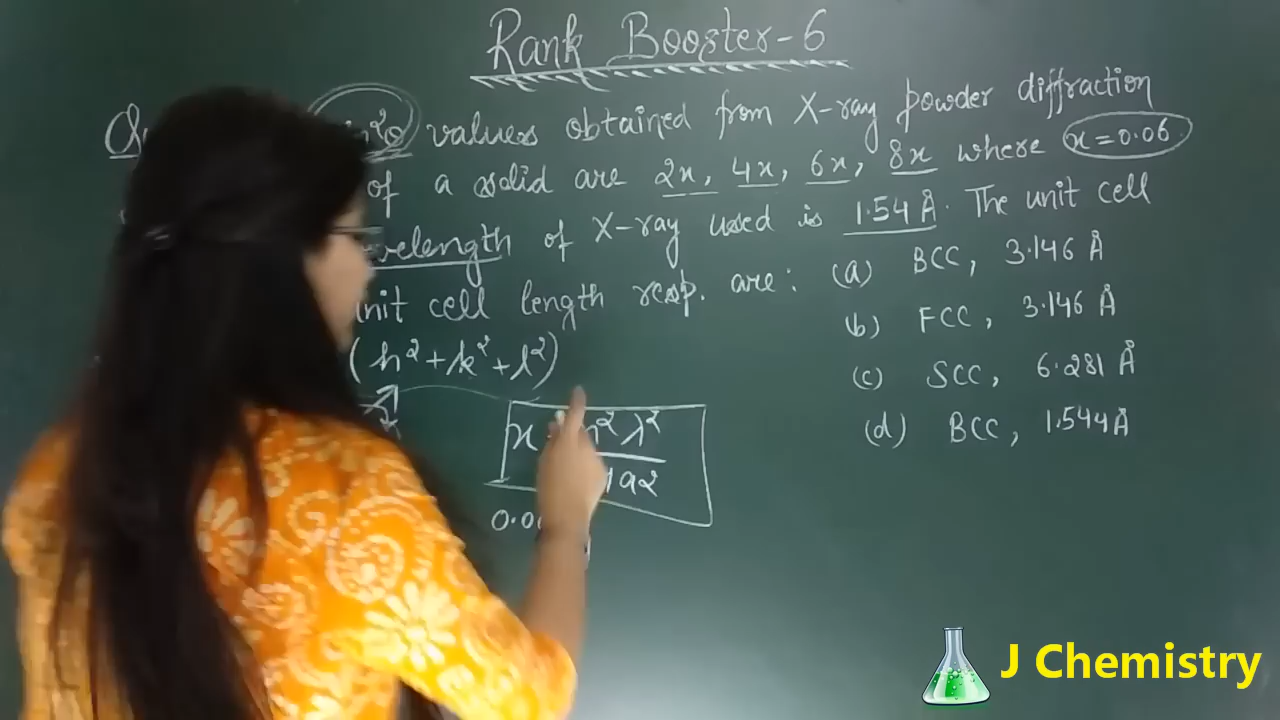 Rank Booster-6
values obtained from X-ray powder diffraction
of a solid are 2x, 4x, 6x, 8x where x = 0.06
of X-ray used is 1.54 Å. The unit cell
unit cell length resp. are:
(a) BCC, 3.146 Å
(b) FCC, 3.146 Å
(c) SCC, 6.281 Å
(d) BCC, 1.544 Å
(h² + k² + l²)
x λ²
a2
J Chemistry